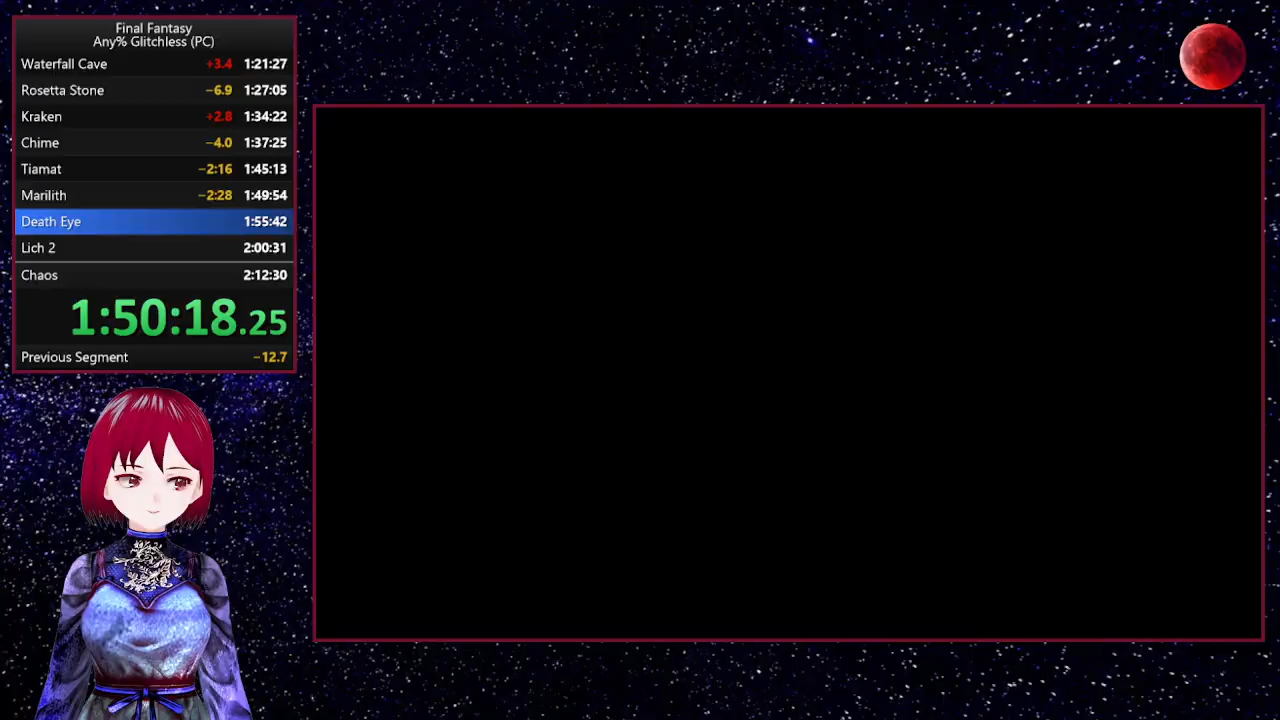 Final Fantasy
Any% Glitchless (PC)
Waterfall Cave +3.4 1:21:27
Rosetta Stone −6.9 1:27:05
Kraken +2.8 1:34:22
Chime −4.0 1:37:25
Tiamat −2:16 1:45:13
Marilith −2:28 1:49:54
Death Eye 1:55:42
Lich 2 2:00:31
Chaos 2:12:30
1:50:18.25
Previous Segment −12.7